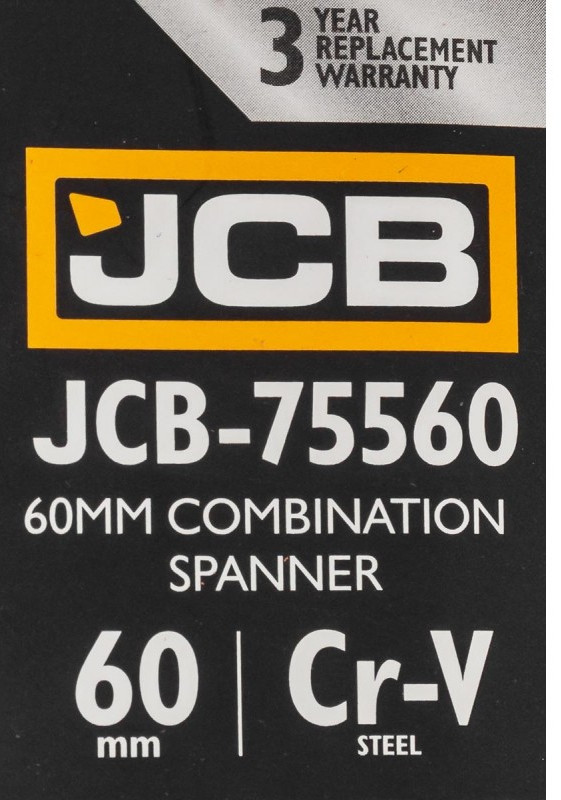 3 YEAR
REPLACEMENT
WARRANTY
JCB
JCB-75560
60MM COMBINATION
SPANNER
60 Cr-V
mm STEEL